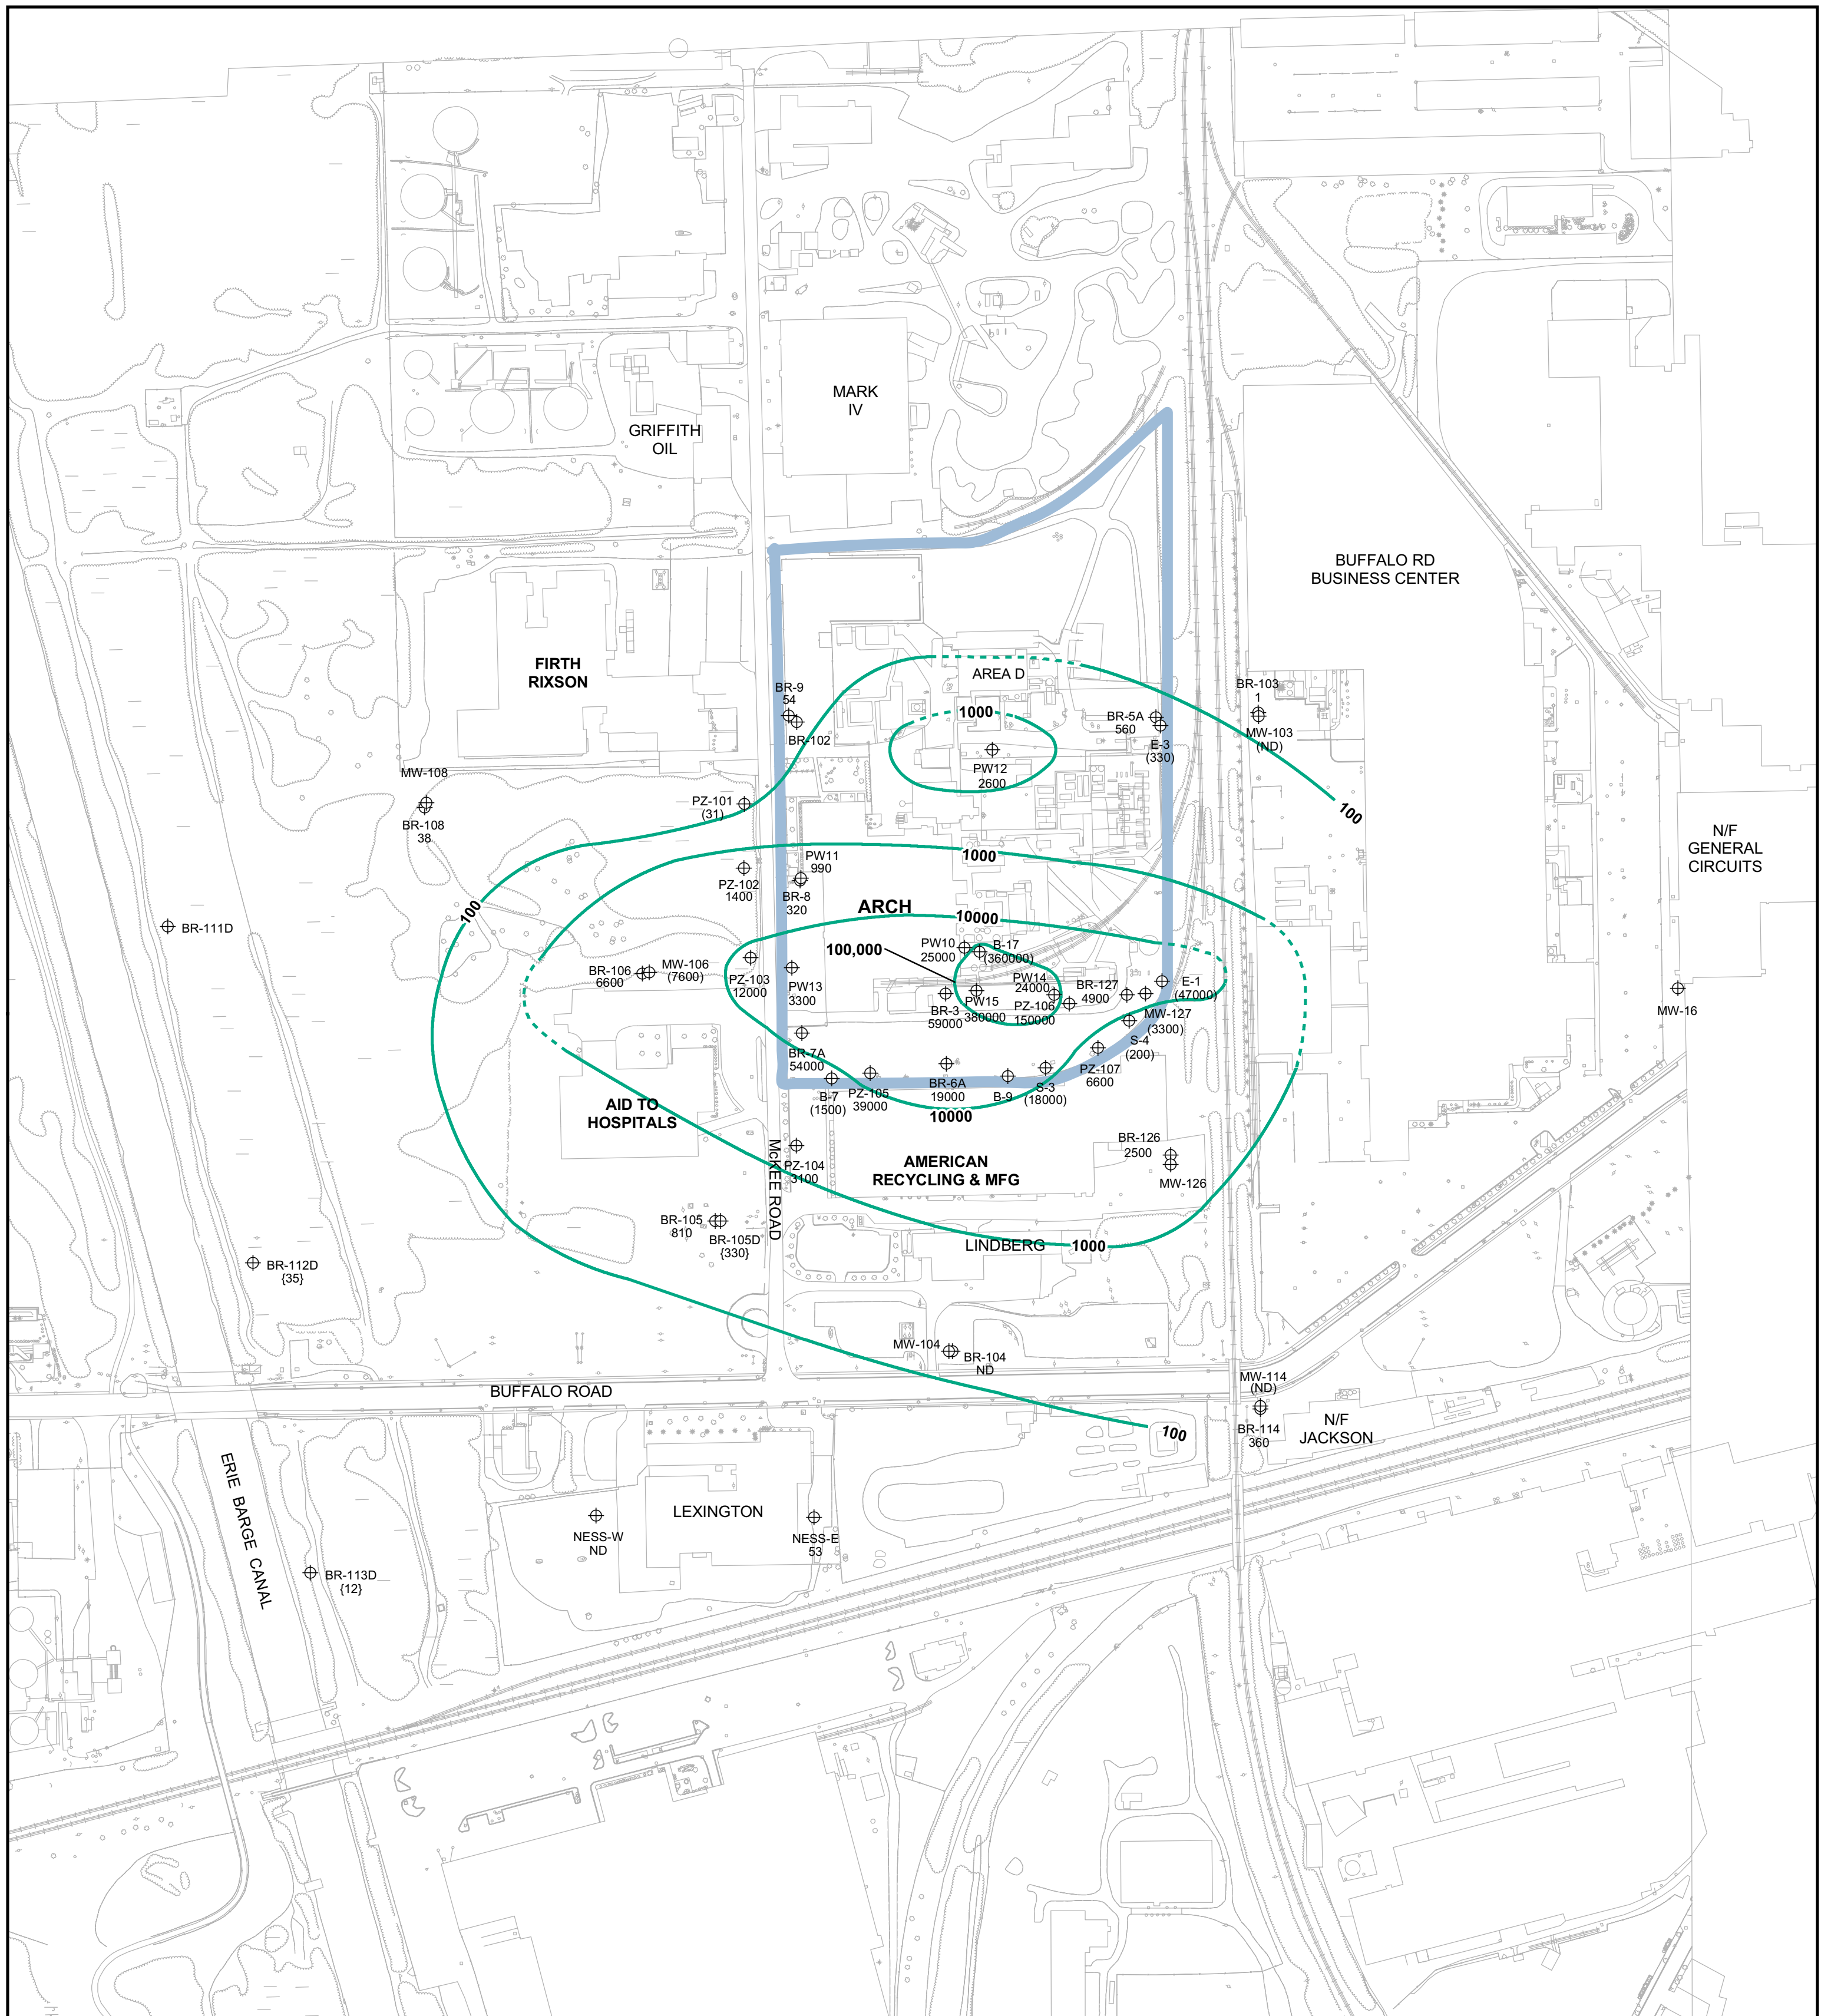 MARK
IV
GRIFFITH
OIL
BUFFALO RD
BUSINESS CENTER
FIRTH
RIXSON
AREA D
BR-9
54
BR-102
1000
BR-5A
560
E-3
(330)
BR-103
1
MW-103
(ND)
PW12
2600
MW-108
BR-108
38
PZ-101
(31)
100
N/F
GENERAL
CIRCUITS
PW11
990
1000
PZ-102
1400
BR-8
320
100
ARCH
10000
BR-111D
100,000
PW10
25000
B-17
(360000)
BR-106
6600
MW-106
(7600)
PZ-103
12000
PW13
3300
PW14
24000
BR-127
4900
E-1
(47000)
BR-3
59000
PW15
380000
PZ-106
150000
MW-127
(3300)
MW-16
S-4
(200)
BR-7A
54000
PZ-107
6600
B-7
(1500)
PZ-105
39000
BR-6A
19000
B-9
S-3
(18000)
10000
AID TO
HOSPITALS
McKEE ROAD
PZ-104
3100
AMERICAN
RECYCLING & MFG
BR-126
2500
MW-126
BR-105
810
BR-105D
{330}
LINDBERG
1000
BR-112D
{35}
MW-104
BR-104
ND
BUFFALO ROAD
MW-114
(ND)
BR-114
360
N/F
JACKSON
100
ERIE BARGE CANAL
LEXINGTON
NESS-W
ND
NESS-E
53
BR-113D
{12}